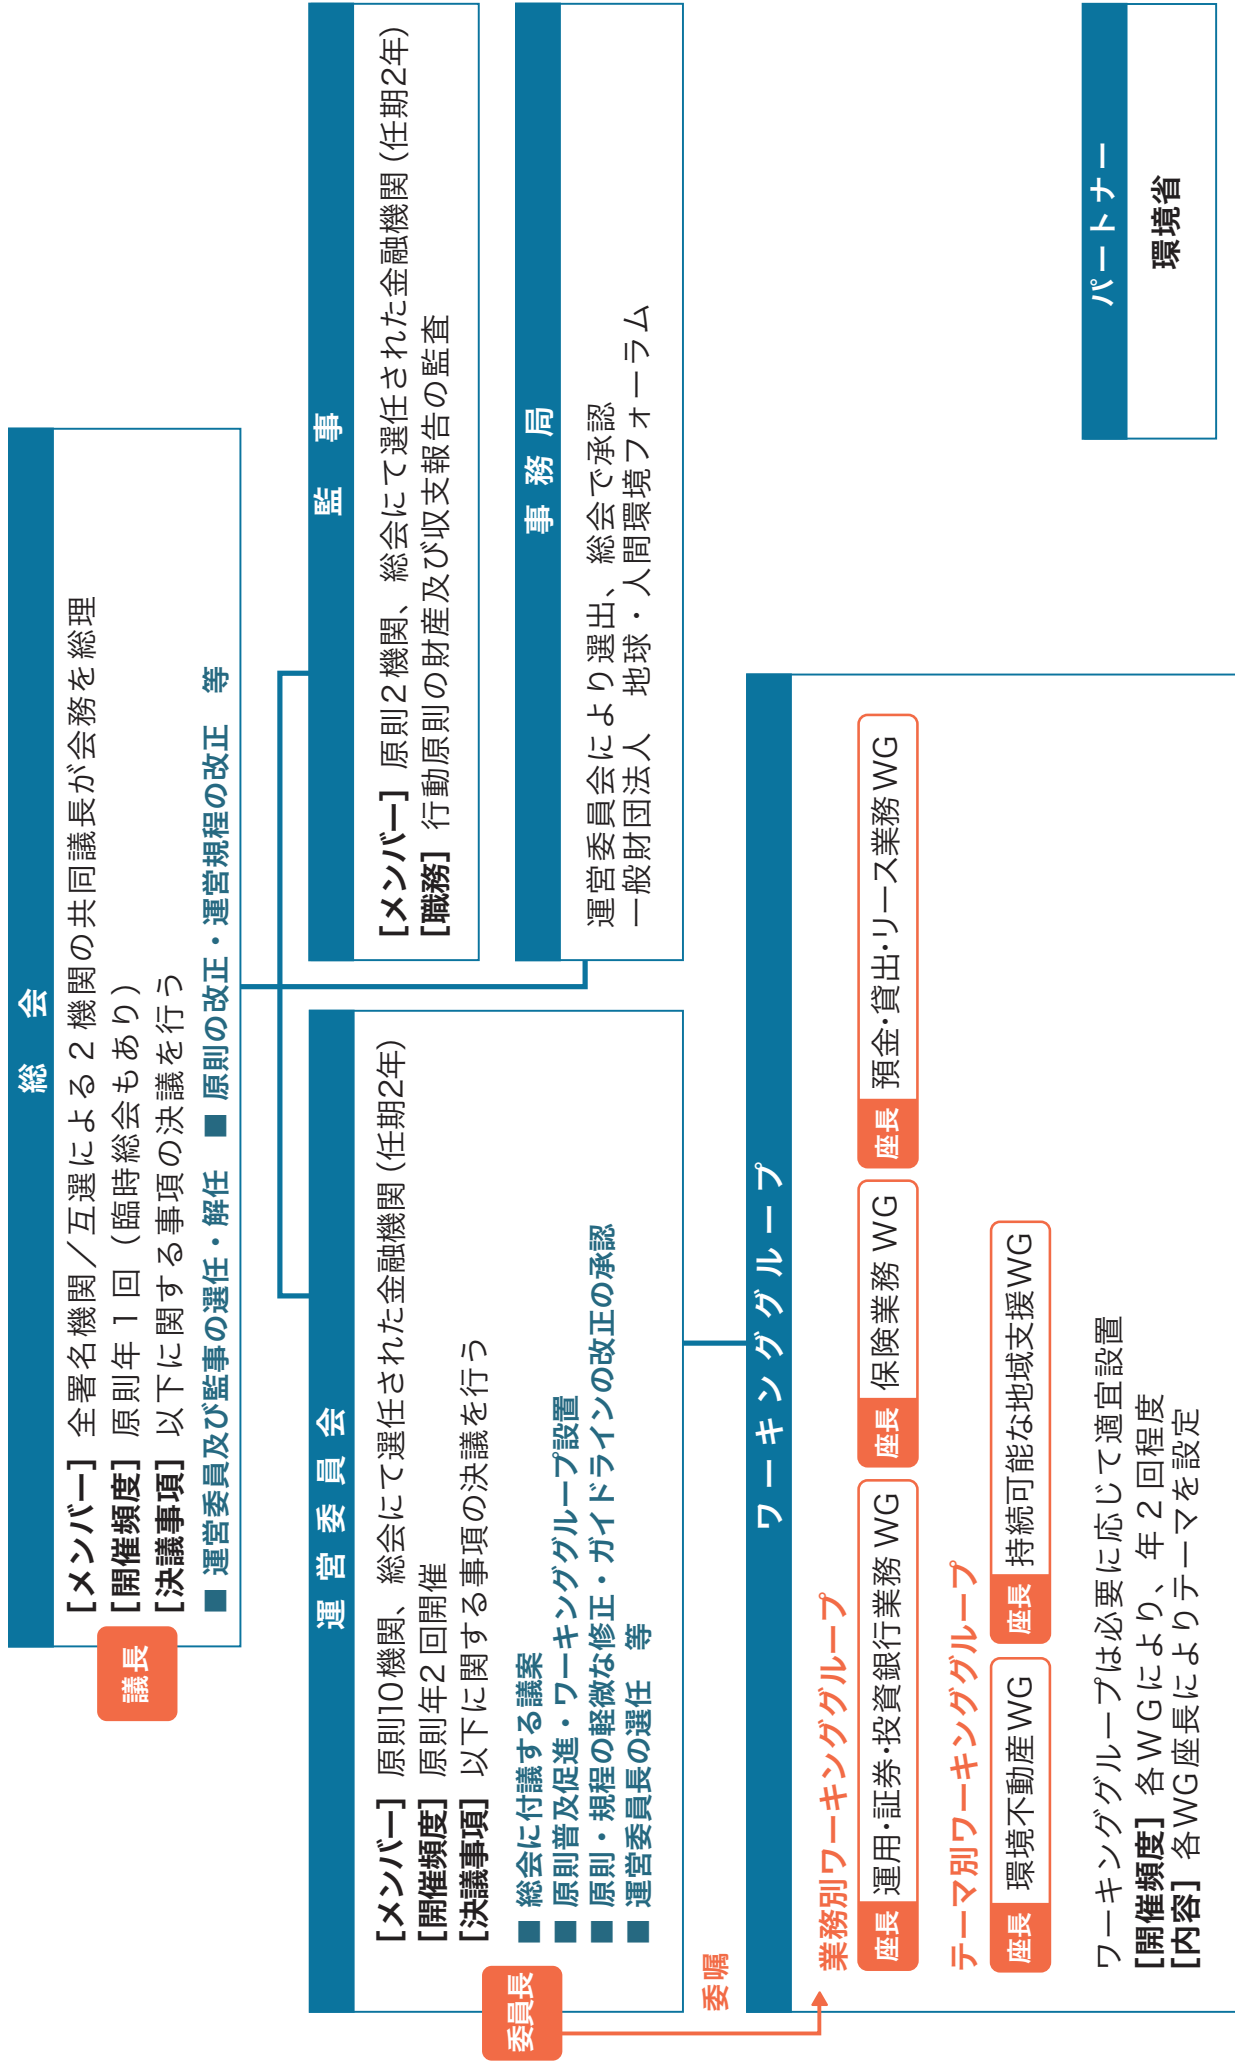 総　会
議長
[メンバー] 全署名機関／互選による 2 機関の共同議長が会務を総理
[開催頻度] 原則年 1 回（臨時総会もあり）
[決議事項] 以下に関する事項の決議を行う
■ 運営委員及び監事の選任・解任　■ 原則の改正・運営規程の改正　等
運営委員会
[メンバー] 原則10機関、総会にて選任された金融機関（任期2年）
[開催頻度] 原則年2 回開催
[決議事項] 以下に関する事項の決議を行う
■ 総会に付議する議案
■ 原則普及促進・ワーキンググループ設置
■ 原則・規程の軽微な修正・ガイドラインの改正の承認
■ 運営委員長の選任　等
委員長
委嘱
監　事
[メンバー] 原則2 機関、総会にて選任された金融機関（任期2年）
[職務] 行動原則の財産及び収支報告の監査
事務局
運営委員会により選出、総会で承認
一般財団法人　地球・人間環境フォーラム
ワーキンググループ
業務別ワーキンググループ
座長 運用・証券・投資銀行業務 WG
座長 保険業務 WG
座長 預金・貸出・リース業務WG
テーマ別ワーキンググループ
座長 環境不動産WG
座長 持続可能な地域支援WG
ワーキンググループは必要に応じて適宜設置
[開催頻度] 各WGにより、年 2 回程度
[内容] 各WG座長によりテーマを設定
パートナー
環境省